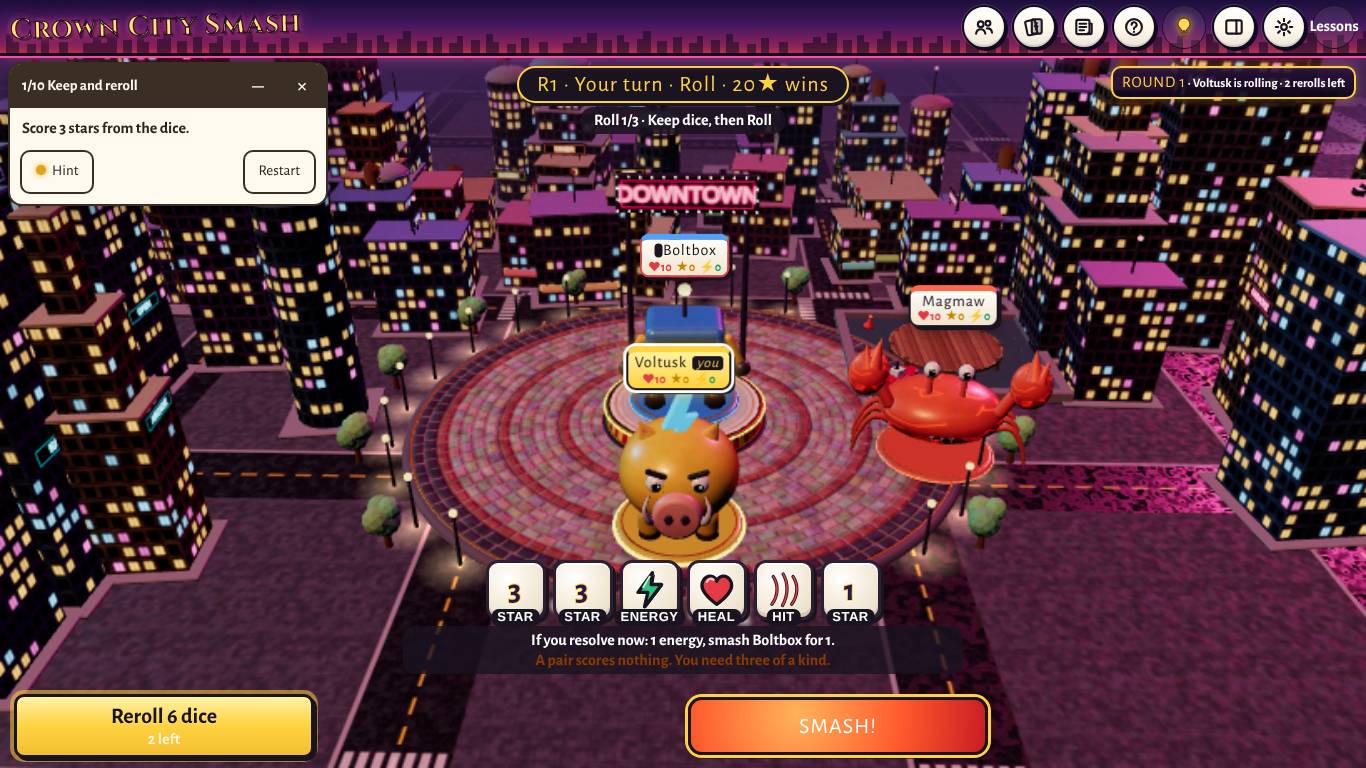 Crown City Smash
Lessons
1/10 Keep and reroll
Score 3 stars from the dice.
Hint
Restart
R1 · Your turn · Roll · 20★ wins
Roll 1/3 · Keep dice, then Roll
ROUND 1 · Voltusk is rolling · 2 rerolls left
DOWNTOWN
Boltbox
♥10 ★0 ⚡0
Magmaw
♥10 ★0 ⚡0
Voltusk you
♥10 ★0 ⚡0
3 3 1
STAR STAR ENERGY HEAL HIT STAR
If you resolve now: 1 energy, smash Boltbox for 1.
A pair scores nothing. You need three of a kind.
Reroll 6 dice
2 left
SMASH!